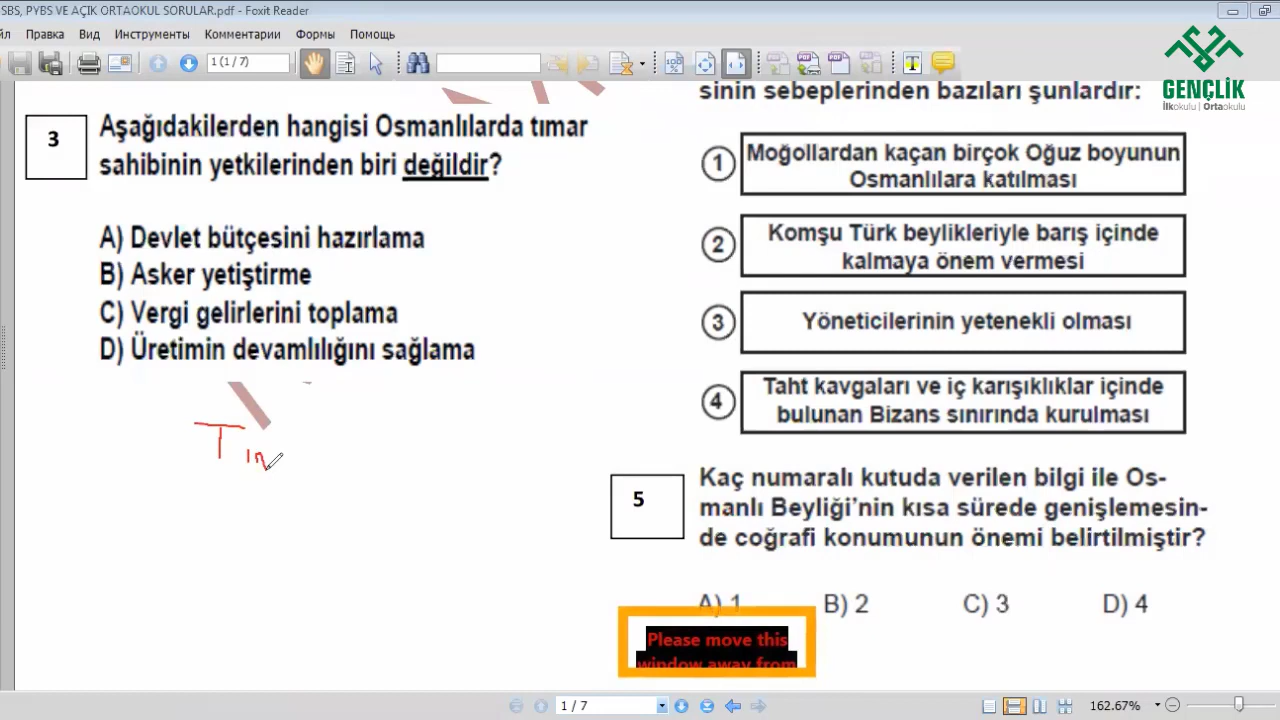 SBS, PYBS VE AÇIK ORTAOKUL SORULAR.pdf - Foxit Reader
Правка Вид Инструменты Комментарии Формы Помощь
1 (1 / 7)
GENÇLİK
İlkokulu | Ortaokulu
3
Aşağıdakilerden hangisi Osmanlılarda tımar
sahibinin yetkilerinden biri değildir?
A) Devlet bütçesini hazırlama
B) Asker yetiştirme
C) Vergi gelirlerini toplama
D) Üretimin devamlılığını sağlama
sinin sebeplerinden bazıları şunlardır:
1
Moğollardan kaçan birçok Oğuz boyunun
Osmanlılara katılması
2
Komşu Türk beylikleriyle barış içinde
kalmaya önem vermesi
3
Yöneticilerinin yetenekli olması
4
Taht kavgaları ve iç karışıklıklar içinde
bulunan Bizans sınırında kurulması
5
Kaç numaralı kutuda verilen bilgi ile Os-
manlı Beyliği’nin kısa sürede genişlemesin-
de coğrafi konumunun önemi belirtilmiştir?
A) 1 B) 2 C) 3 D) 4
Please move this
window away from
1 / 7
162.67%